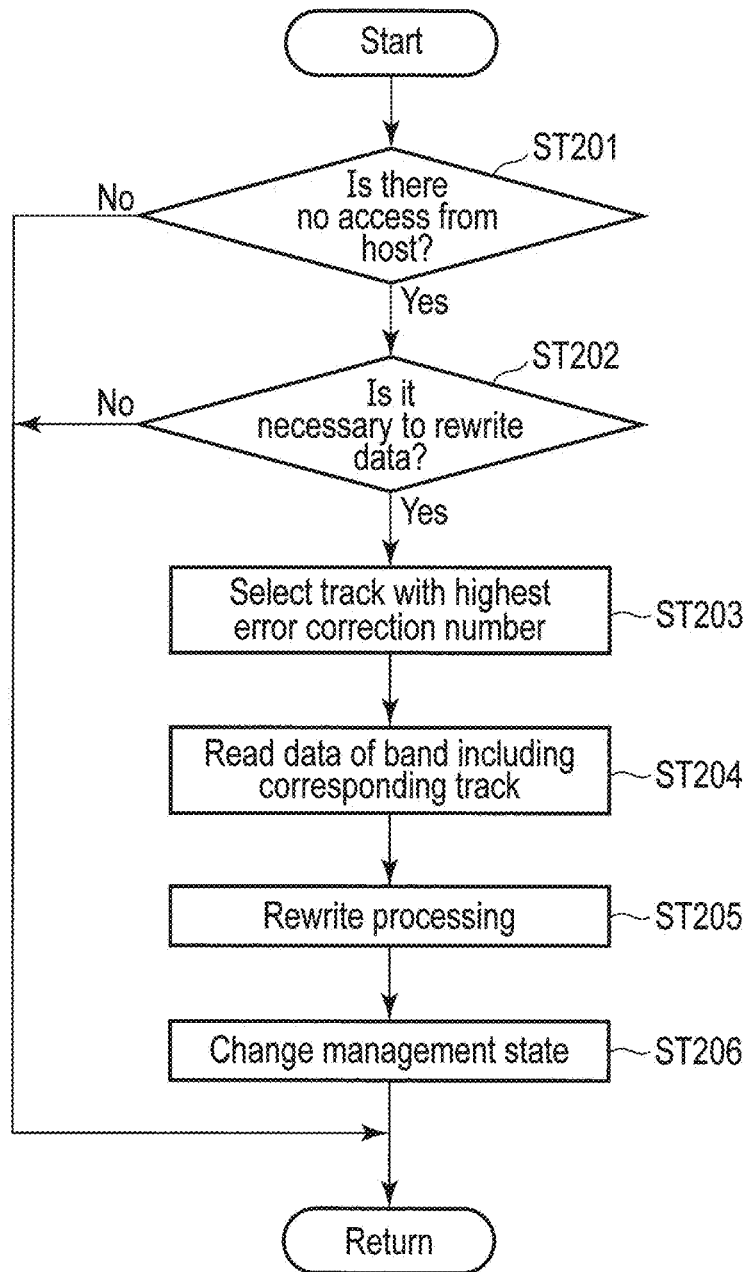 Start
ST201
Is there
no access from
host?
No
Yes
ST202
Is it
necessary to rewrite
data?
No
Yes
Select track with highest
error correction number
ST203
Read data of band including
corresponding track
ST204
Rewrite processing
ST205
Change management state
ST206
Return